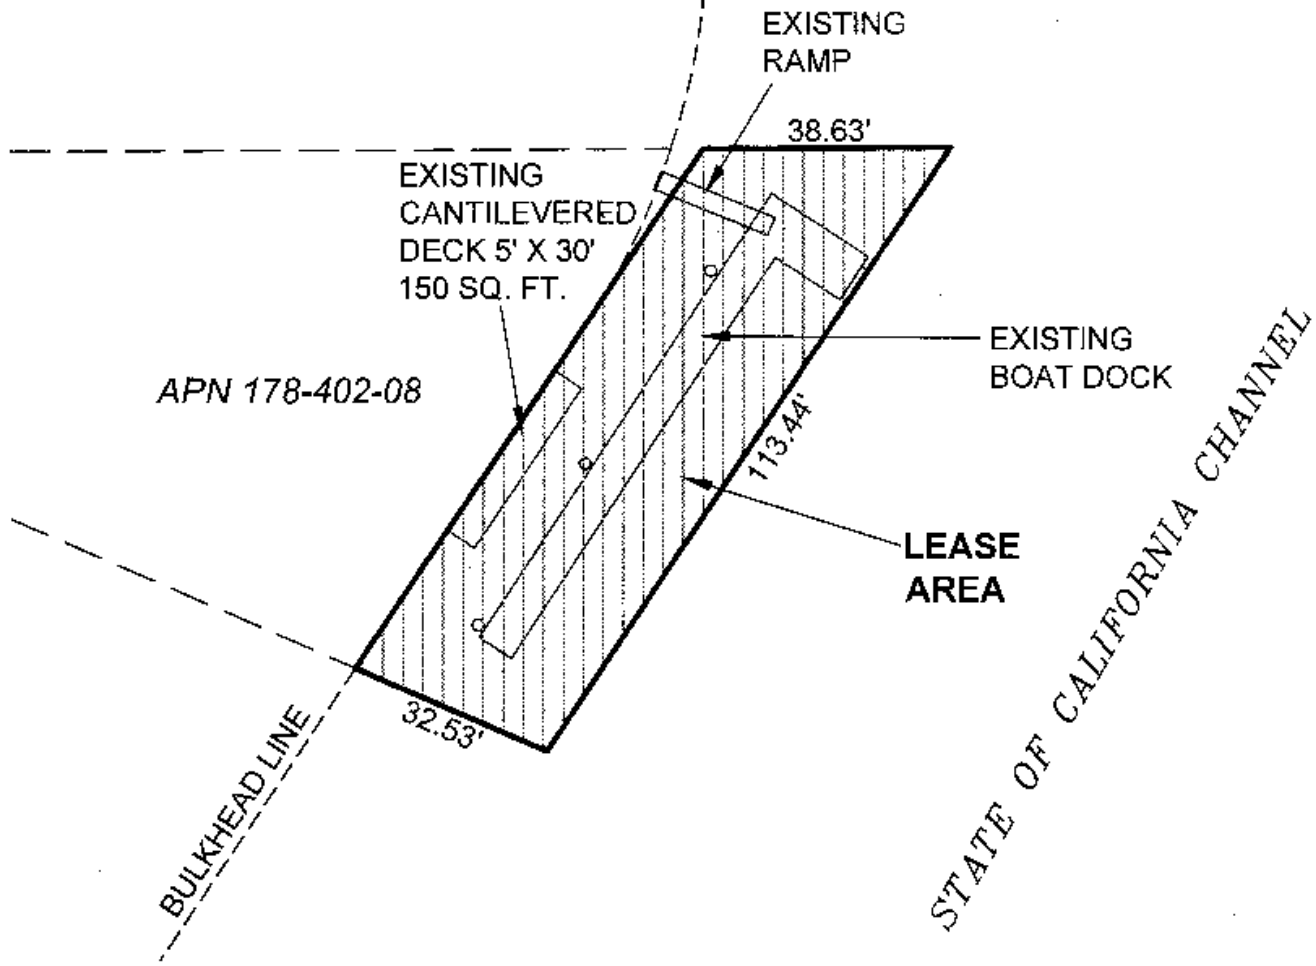 EXISTING
RAMP
38.63'
EXISTING
CANTILEVERED
DECK 5' X 30'
150 SQ. FT.
APN 178-402-08
EXISTING
BOAT DOCK
113.44'
LEASE
AREA
32.53'
BULKHEAD LINE
STATE OF CALIFORNIA CHANNEL